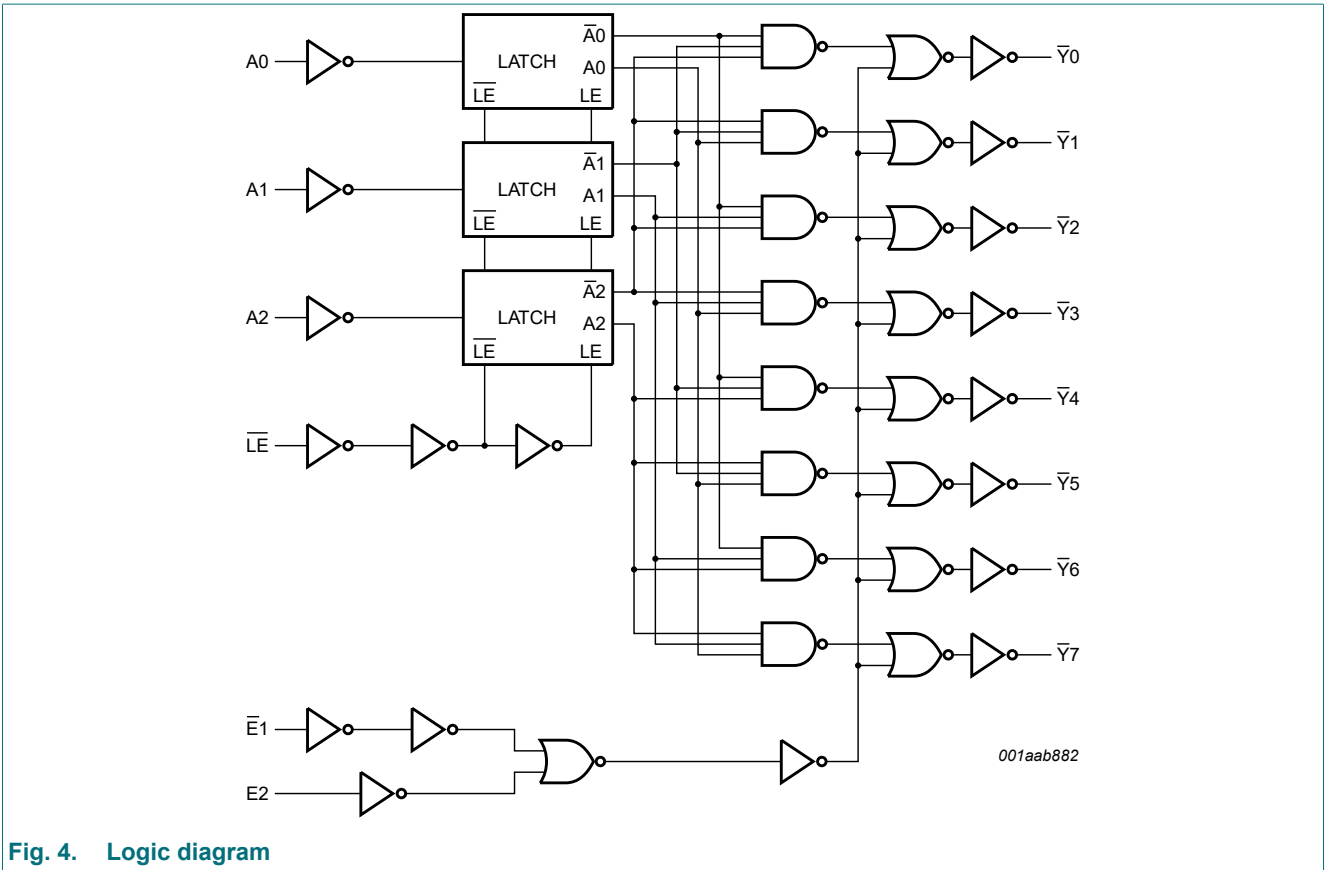 A̅0
Y̅0
A0
LATCH
A0
L̅E̅
LE
A̅1
Y̅1
A1
LATCH
A1
L̅E̅
LE
Y̅2
A̅2
Y̅3
A2
LATCH
A2
L̅E̅
LE
Y̅4
L̅E̅
Y̅5
Y̅6
Y̅7
E̅1
001aab882
E2
Fig. 4. Logic diagram